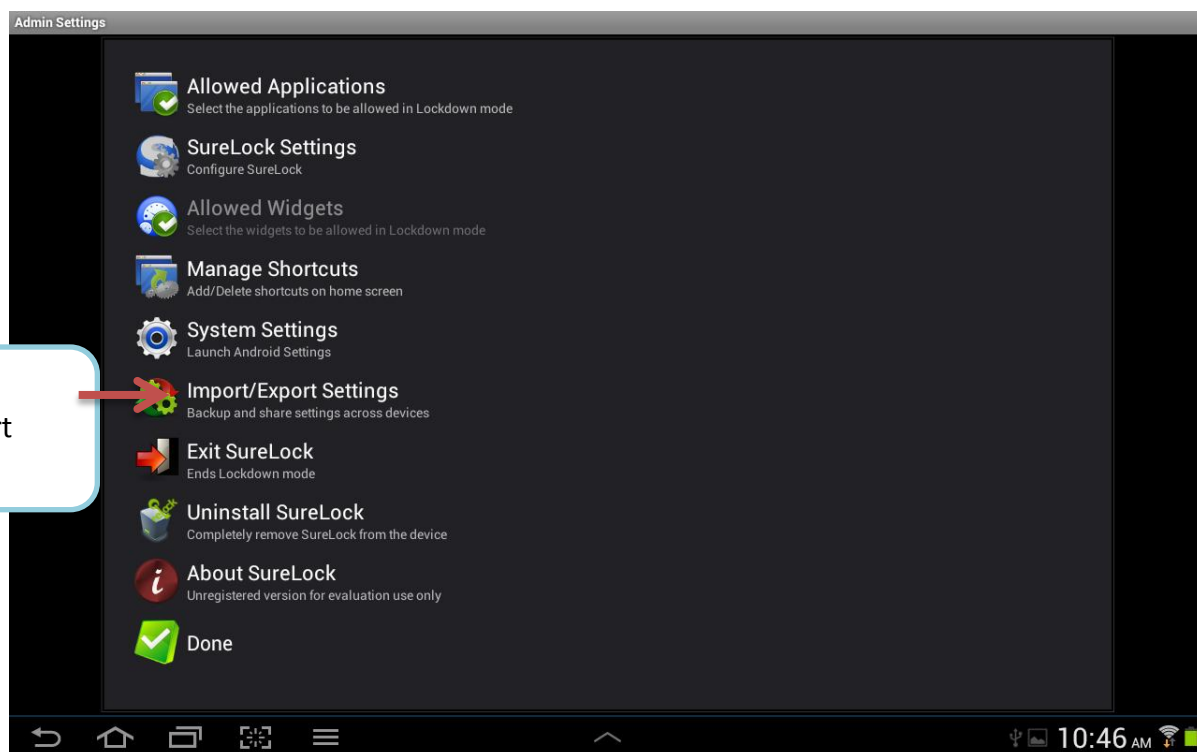 Admin Settings
Allowed Applications
Select the applications to be allowed in Lockdown mode
SureLock Settings
Configure SureLock
Allowed Widgets
Select the widgets to be allowed in Lockdown mode
Manage Shortcuts
Add/Delete shortcuts on home screen
System Settings
Launch Android Settings
Import/Export Settings
Backup and share settings across devices
Exit SureLock
Ends Lockdown mode
Uninstall SureLock
Completely remove SureLock from the device
About SureLock
Unregistered version for evaluation use only
Done
10:46 AM